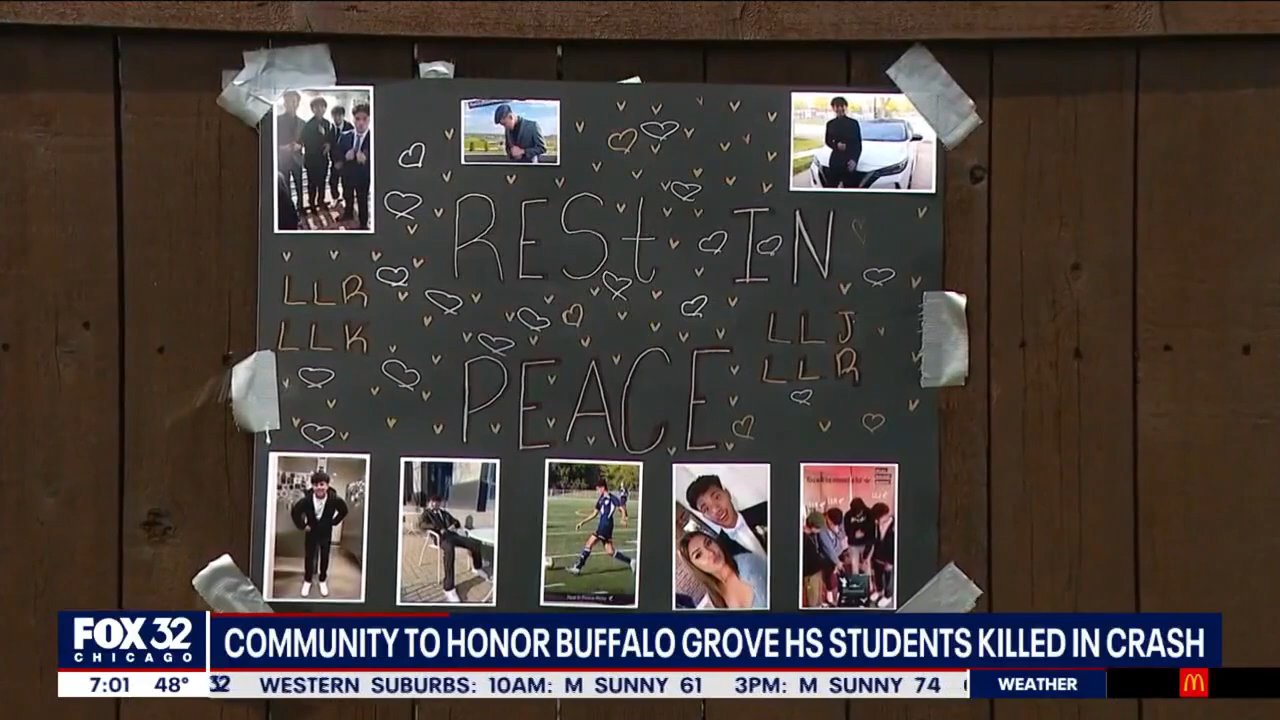 REST IN
LLR
LLK
LLJ
LLR
PEACE
FOX 32
CHICAGO
COMMUNITY TO HONOR BUFFALO GROVE HS STUDENTS KILLED IN CRASH
7:01 48° 32 WESTERN SUBURBS: 10AM: M SUNNY 61 3PM: M SUNNY 74
WEATHER